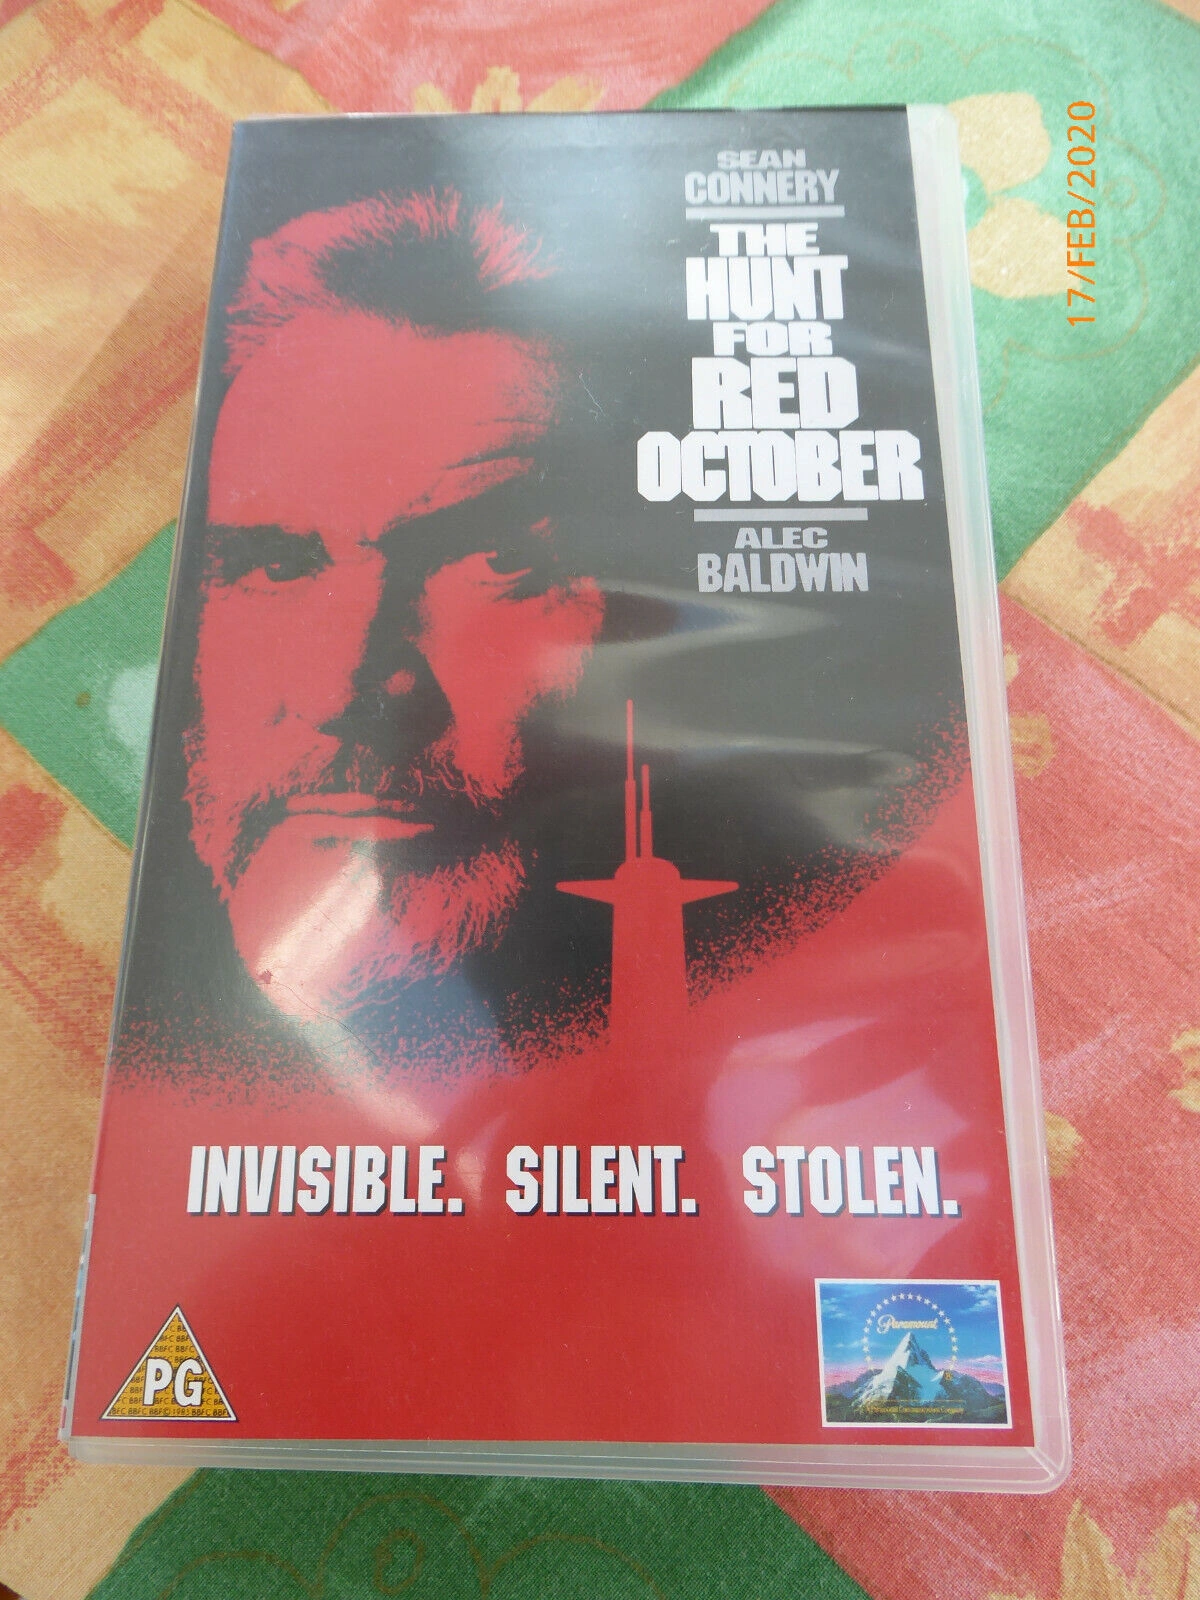 SEAN
CONNERY
THE
HUNT
FOR
RED
OCTOBER
ALEC
BALDWIN
17/FEB/2020
INVISIBLE. SILENT. STOLEN.
PG
Paramount